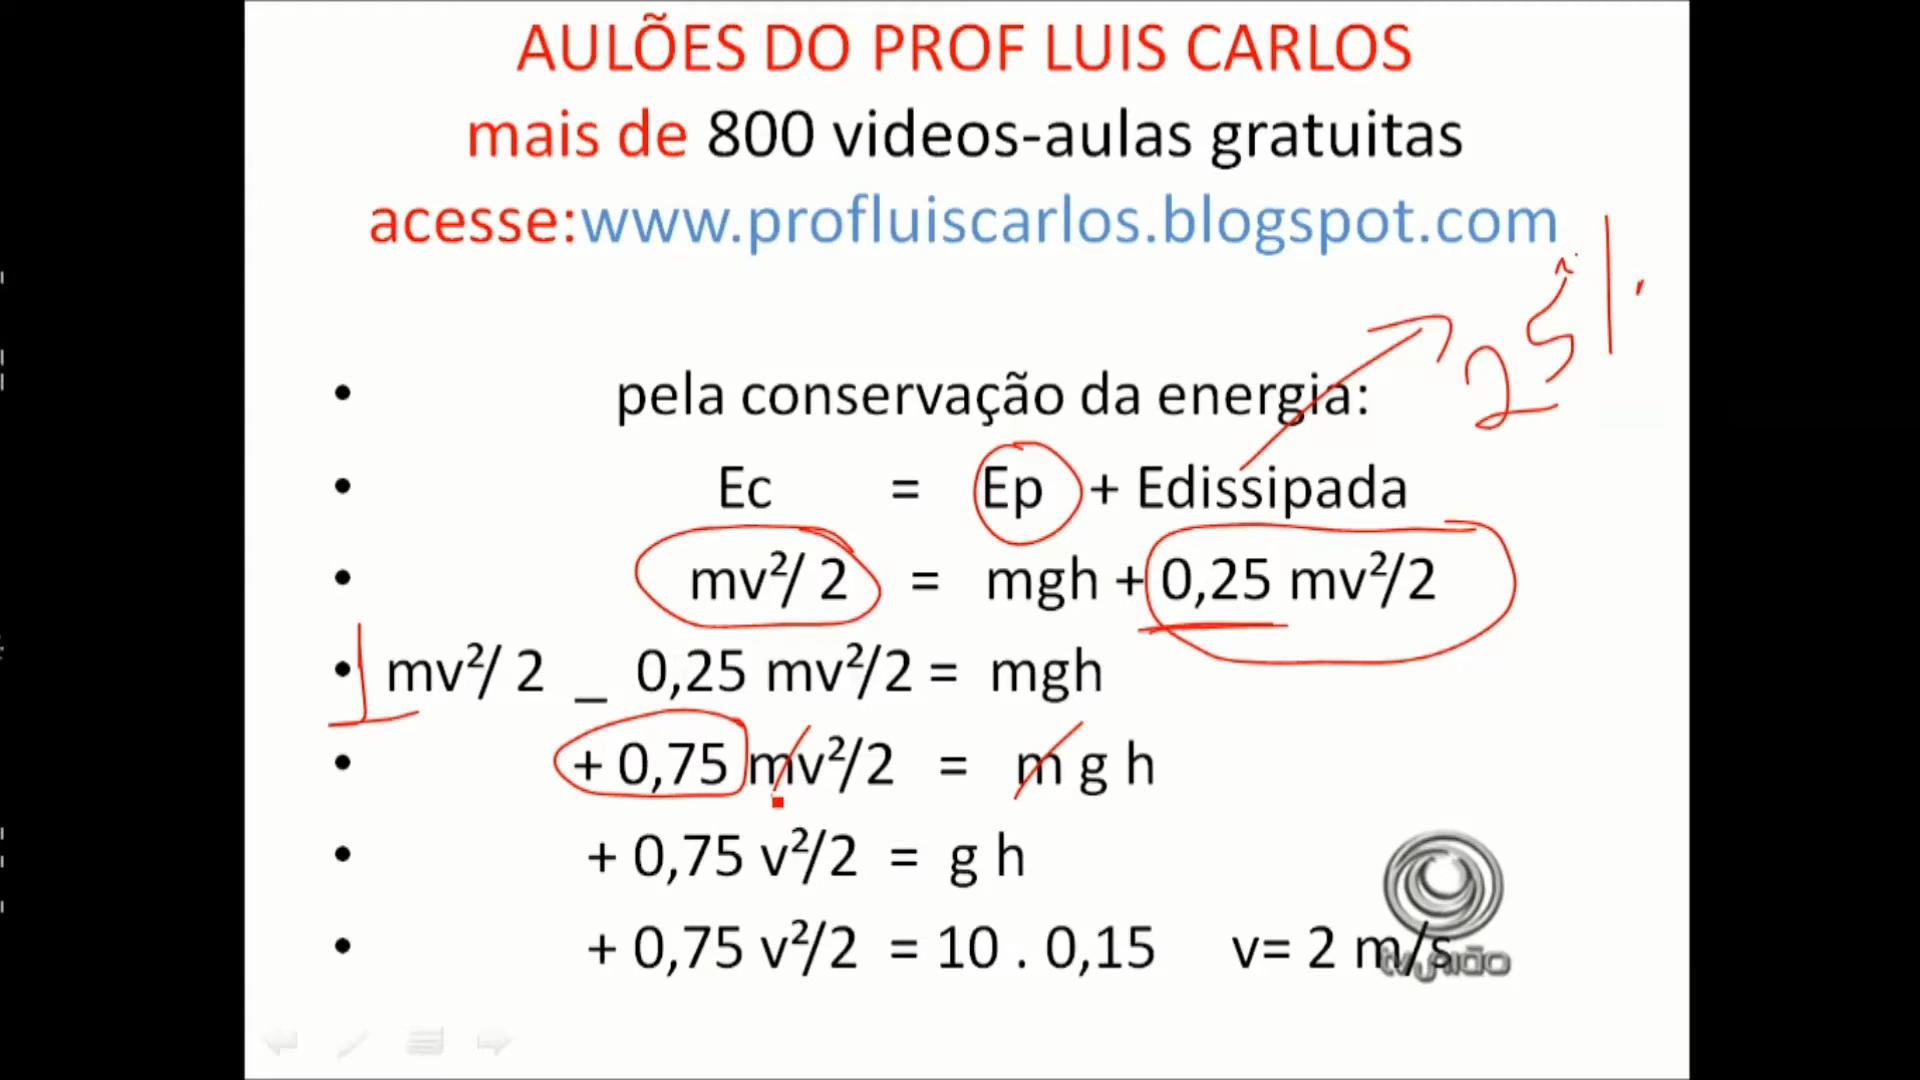 AULÕES DO PROF LUIS CARLOS
mais de 800 videos-aulas gratuitas
acesse:www.profluiscarlos.blogspot.com
25%
• pela conservação da energia:
• Ec = Ep + Edissipada
• mv²/ 2 = mgh + 0,25 mv²/2
• 1 mv²/ 2 _ 0,25 mv²/2 = mgh
• + 0,75 mv²/2 = m g h
• + 0,75 v²/2 = g h
• + 0,75 v²/2 = 10 . 0,15 v= 2 m/s
tvunião